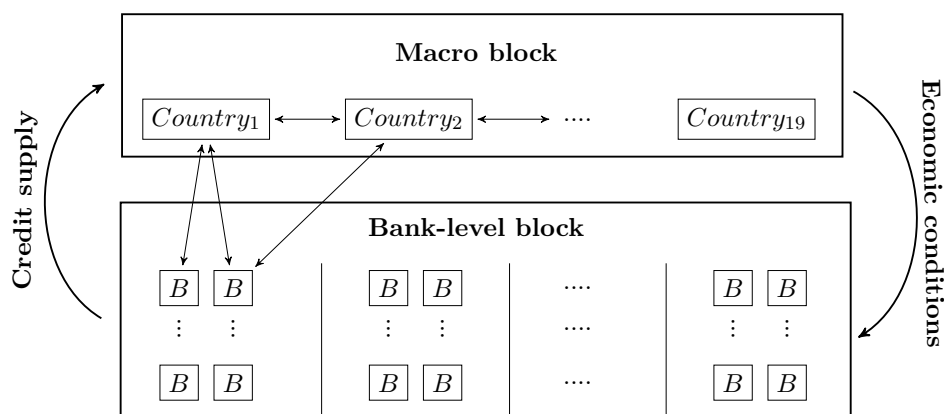 Macro block
Country₁ Country₂ .... Country₁₉
Credit supply
Economic conditions
Bank-level block
B B B B .... B B
⋮ ⋮ ⋮ ⋮ .... ⋮ ⋮
B B B B .... B B